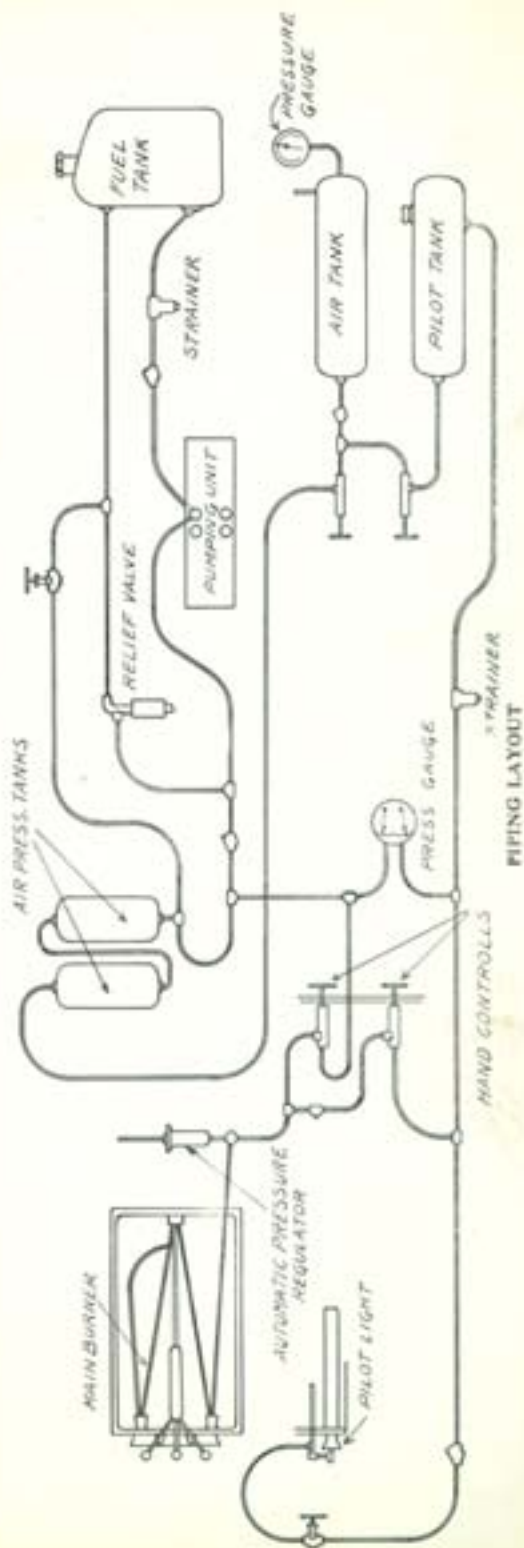 PRESSURE
GAUGE
FUEL
TANK
STRAINER
AIR TANK
PILOT TANK
PUMPING UNIT
RELIEF VALVE
AIR PRESS. TANKS
PRESS GAUGE
STRAINER
HAND CONTROLLS
AUTOMATIC PRESSURE
REGULATOR
MAIN BURNER
PILOT LIGHT
PIPING LAYOUT